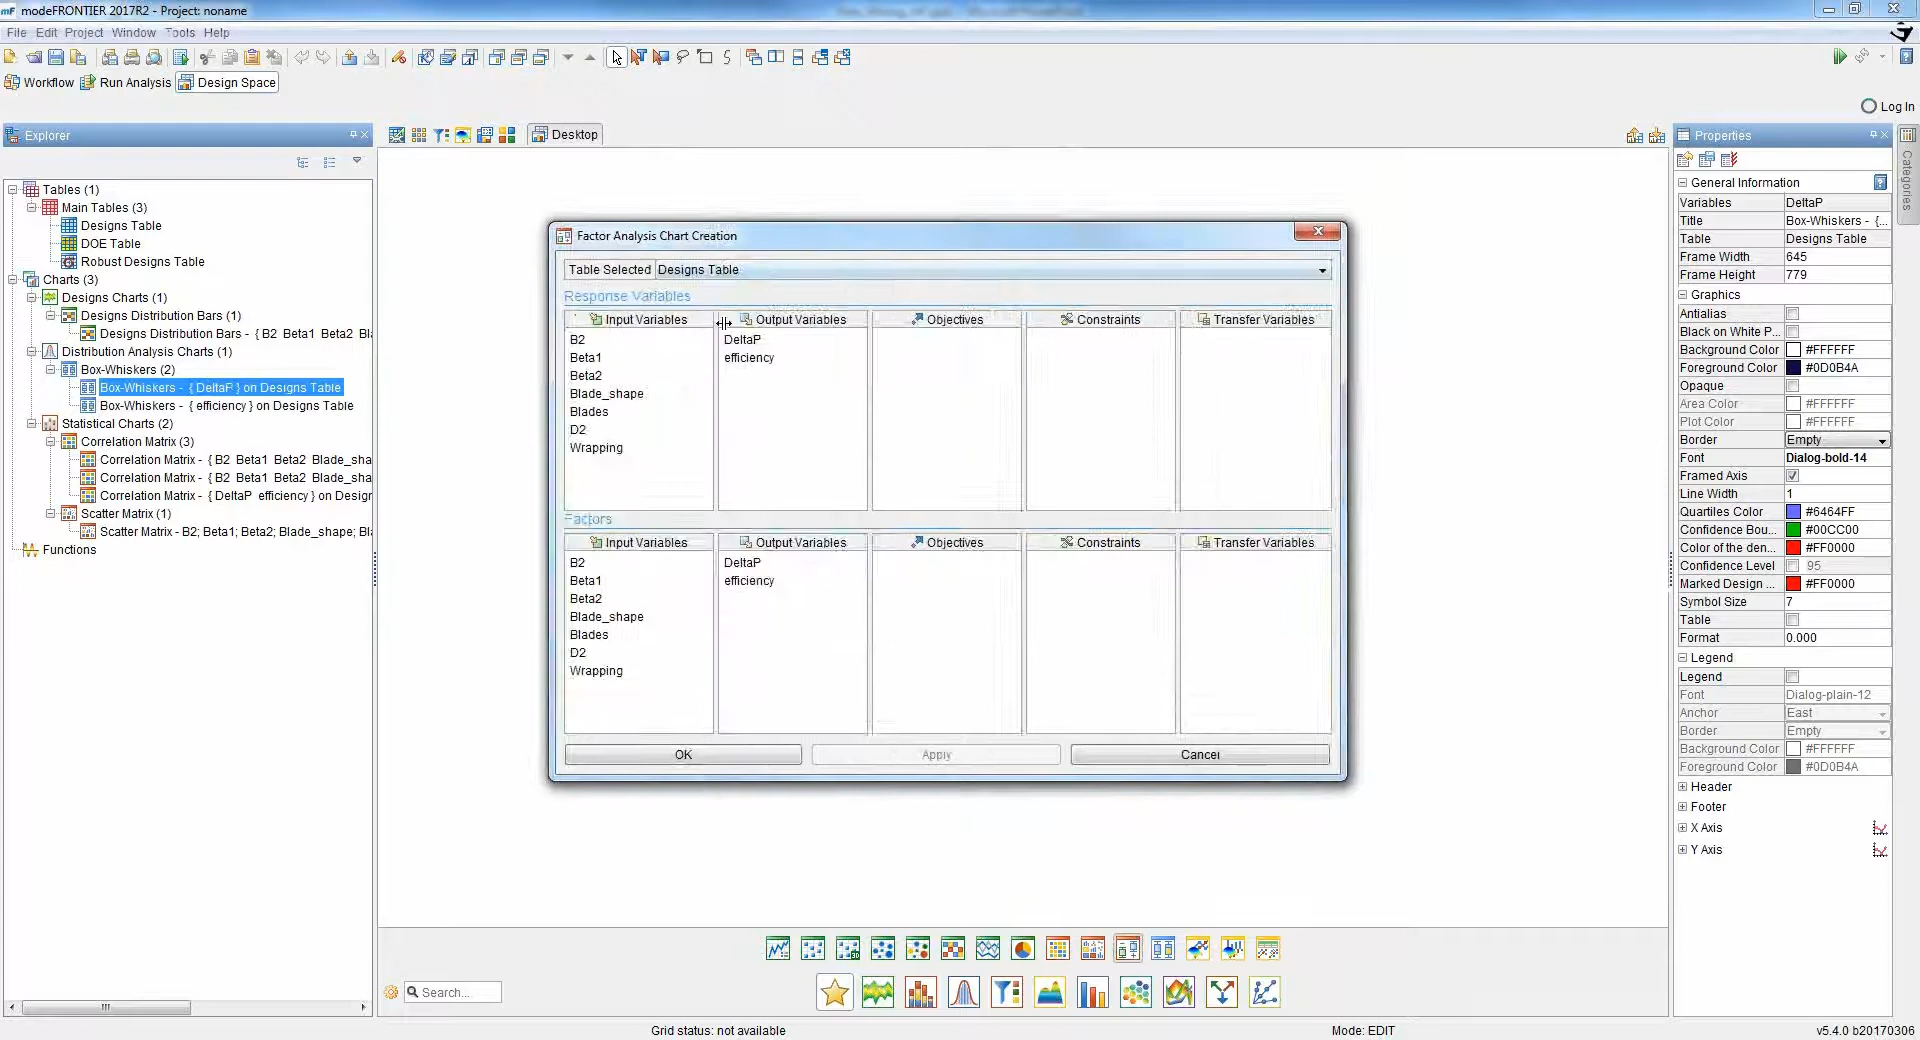 modeFRONTIER 2017R2 - Project: noname
File Edit Project Window Tools Help
Workflow Run Analysis Design Space
Log In
Explorer
Desktop
Properties
Categories
Tables (1)
Main Tables (3)
Designs Table
DOE Table
Robust Designs Table
Charts (3)
Designs Charts (1)
Designs Distribution Bars (1)
Designs Distribution Bars - { B2 Beta1 Beta2 Bl
Distribution Analysis Charts (1)
Box-Whiskers (2)
Box-Whiskers - { DeltaP } on Designs Table
Box-Whiskers - { efficiency } on Designs Table
Statistical Charts (2)
Correlation Matrix (3)
Correlation Matrix - { B2 Beta1 Beta2 Blade_sha
Correlation Matrix - { B2 Beta1 Beta2 Blade_sha
Correlation Matrix - { DeltaP efficiency } on Desigr
Scatter Matrix (1)
Scatter Matrix - B2; Beta1; Beta2; Blade_shape; Bl
Functions
Factor Analysis Chart Creation
Table Selected Designs Table
Response Variables
Input Variables Output Variables Objectives Constraints Transfer Variables
B2 DeltaP
Beta1 efficiency
Beta2
Blade_shape
Blades
D2
Wrapping
Factors
Input Variables Output Variables Objectives Constraints Transfer Variables
B2 DeltaP
Beta1 efficiency
Beta2
Blade_shape
Blades
D2
Wrapping
OK Apply Cancel
General Information
Variables DeltaP
Title Box-Whiskers - {...
Table Designs Table
Frame Width 645
Frame Height 779
Graphics
Antialias
Black on White P...
Background Color #FFFFFF
Foreground Color #0D0B4A
Opaque
Area Color #FFFFFF
Plot Color #FFFFFF
Border Empty
Font Dialog-bold-14
Framed Axis
Line Width 1
Quartiles Color #6464FF
Confidence Bou... #00CC00
Color of the den... #FF0000
Confidence Level 95
Marked Design ... #FF0000
Symbol Size 7
Table
Format 0.000
Legend
Legend
Font Dialog-plain-12
Anchor East
Border Empty
Background Color #FFFFFF
Foreground Color #0D0B4A
Header
Footer
X Axis
Y Axis
Search...
Grid status: not available Mode: EDIT v5.4.0 b20170306